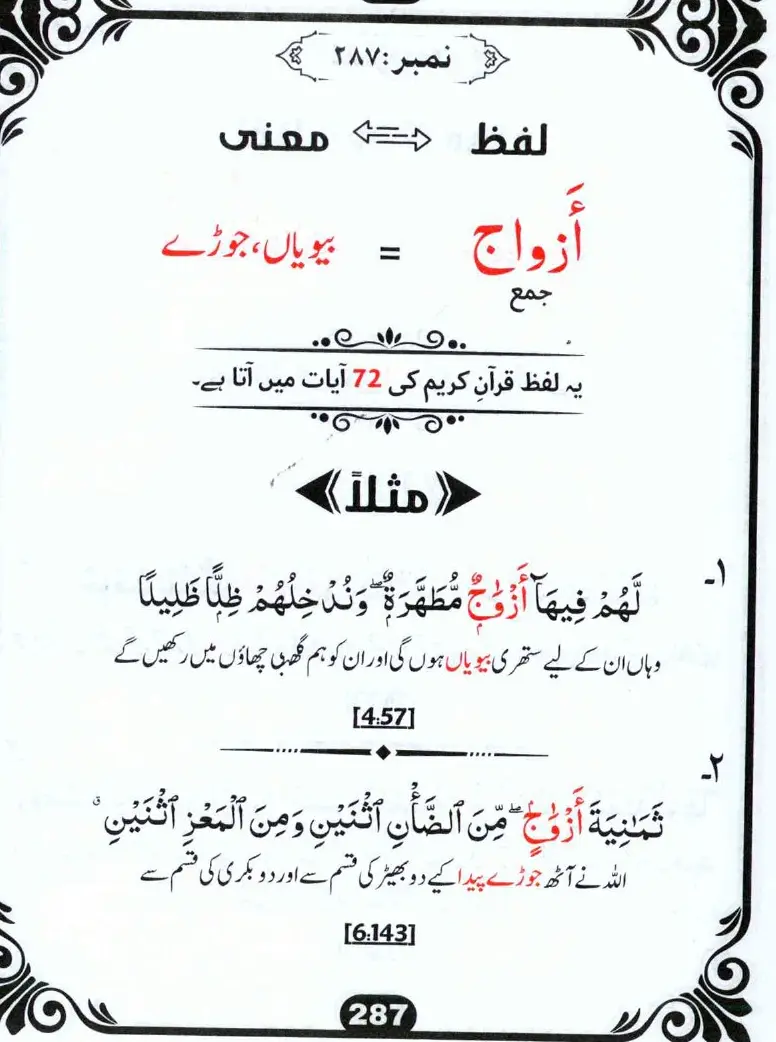 نمبر: ۲۸۷
لفظ معنی
أَزواج = بیویاں، جوڑے
جمع
یہ لفظ قرآنِ کریم کی 72 آیات میں آتا ہے۔
مثلاً
۱۔
لَّهُمْ فِيهَآ أَزْوَٰجٌ مُّطَهَّرَةٌ ۖ وَنُدْخِلُهُمْ ظِلًّا ظَلِيلًا
وہاں ان کے لیے ستھری بیویاں ہوں گی اور ان کو ہم گھنی چھاؤں میں رکھیں گے
[4:57]
۲۔
ثَمَـٰنِيَةَ أَزْوَٰجٍ ۖ مِّنَ ٱلضَّأْنِ ٱثْنَيْنِ وَمِنَ ٱلْمَعْزِ ٱثْنَيْنِ ۗ
اللہ نے آٹھ جوڑے پیدا کیے دو بھیڑ کی قسم سے اور دو بکری کی قسم سے
[6:143]
287